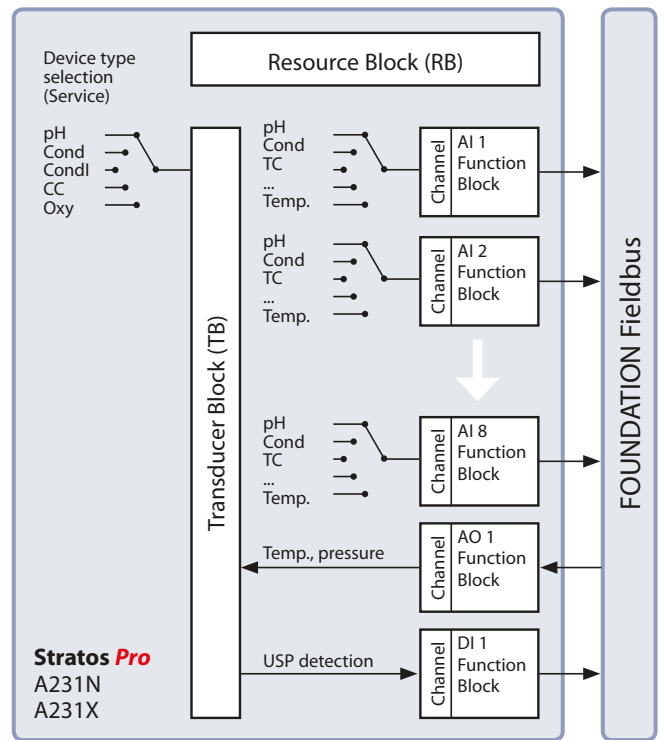 Device type
selection
(Service)
Resource Block (RB)
pH
Cond
CondI
CC
Oxy
Transducer Block (TB)
pH
Cond
TC
...
Temp.
Channel
AI 1
Function
Block
pH
Cond
TC
...
Temp.
Channel
AI 2
Function
Block
pH
Cond
TC
...
Temp.
Channel
AI 8
Function
Block
Temp., pressure
Channel
AO 1
Function
Block
USP detection
Channel
DI 1
Function
Block
FOUNDATION Fieldbus
Stratos Pro
A231N
A231X